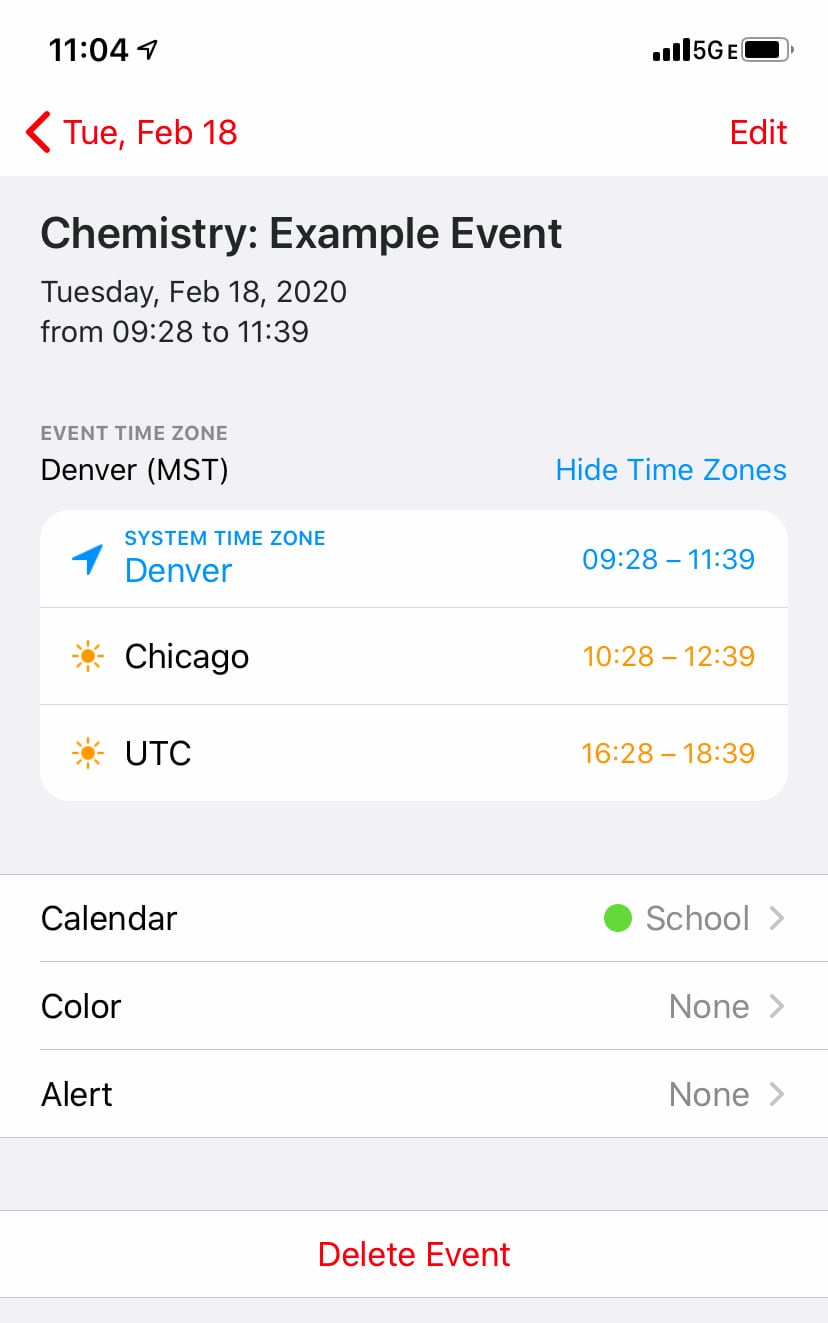 11:04 5G E
Tue, Feb 18 Edit
Chemistry: Example Event
Tuesday, Feb 18, 2020
from 09:28 to 11:39
EVENT TIME ZONE
Denver (MST) Hide Time Zones
SYSTEM TIME ZONE
Denver 09:28 – 11:39
Chicago 10:28 – 12:39
UTC 16:28 – 18:39
Calendar School
Color None
Alert None
Delete Event